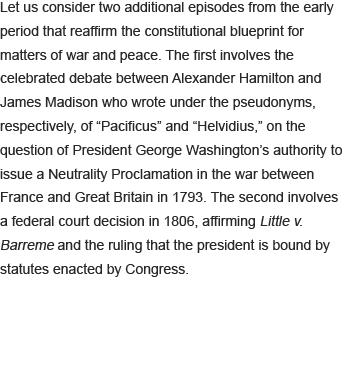 Let us consider two additional episodes from the early
period that reaffirm the constitutional blueprint for
matters of war and peace. The first involves the
celebrated debate between Alexander Hamilton and
James Madison who wrote under the pseudonyms,
respectively, of “Pacificus” and “Helvidius,” on the
question of President George Washington’s authority to
issue a Neutrality Proclamation in the war between
France and Great Britain in 1793. The second involves
a federal court decision in 1806, affirming Little v.
Barreme and the ruling that the president is bound by
statutes enacted by Congress.